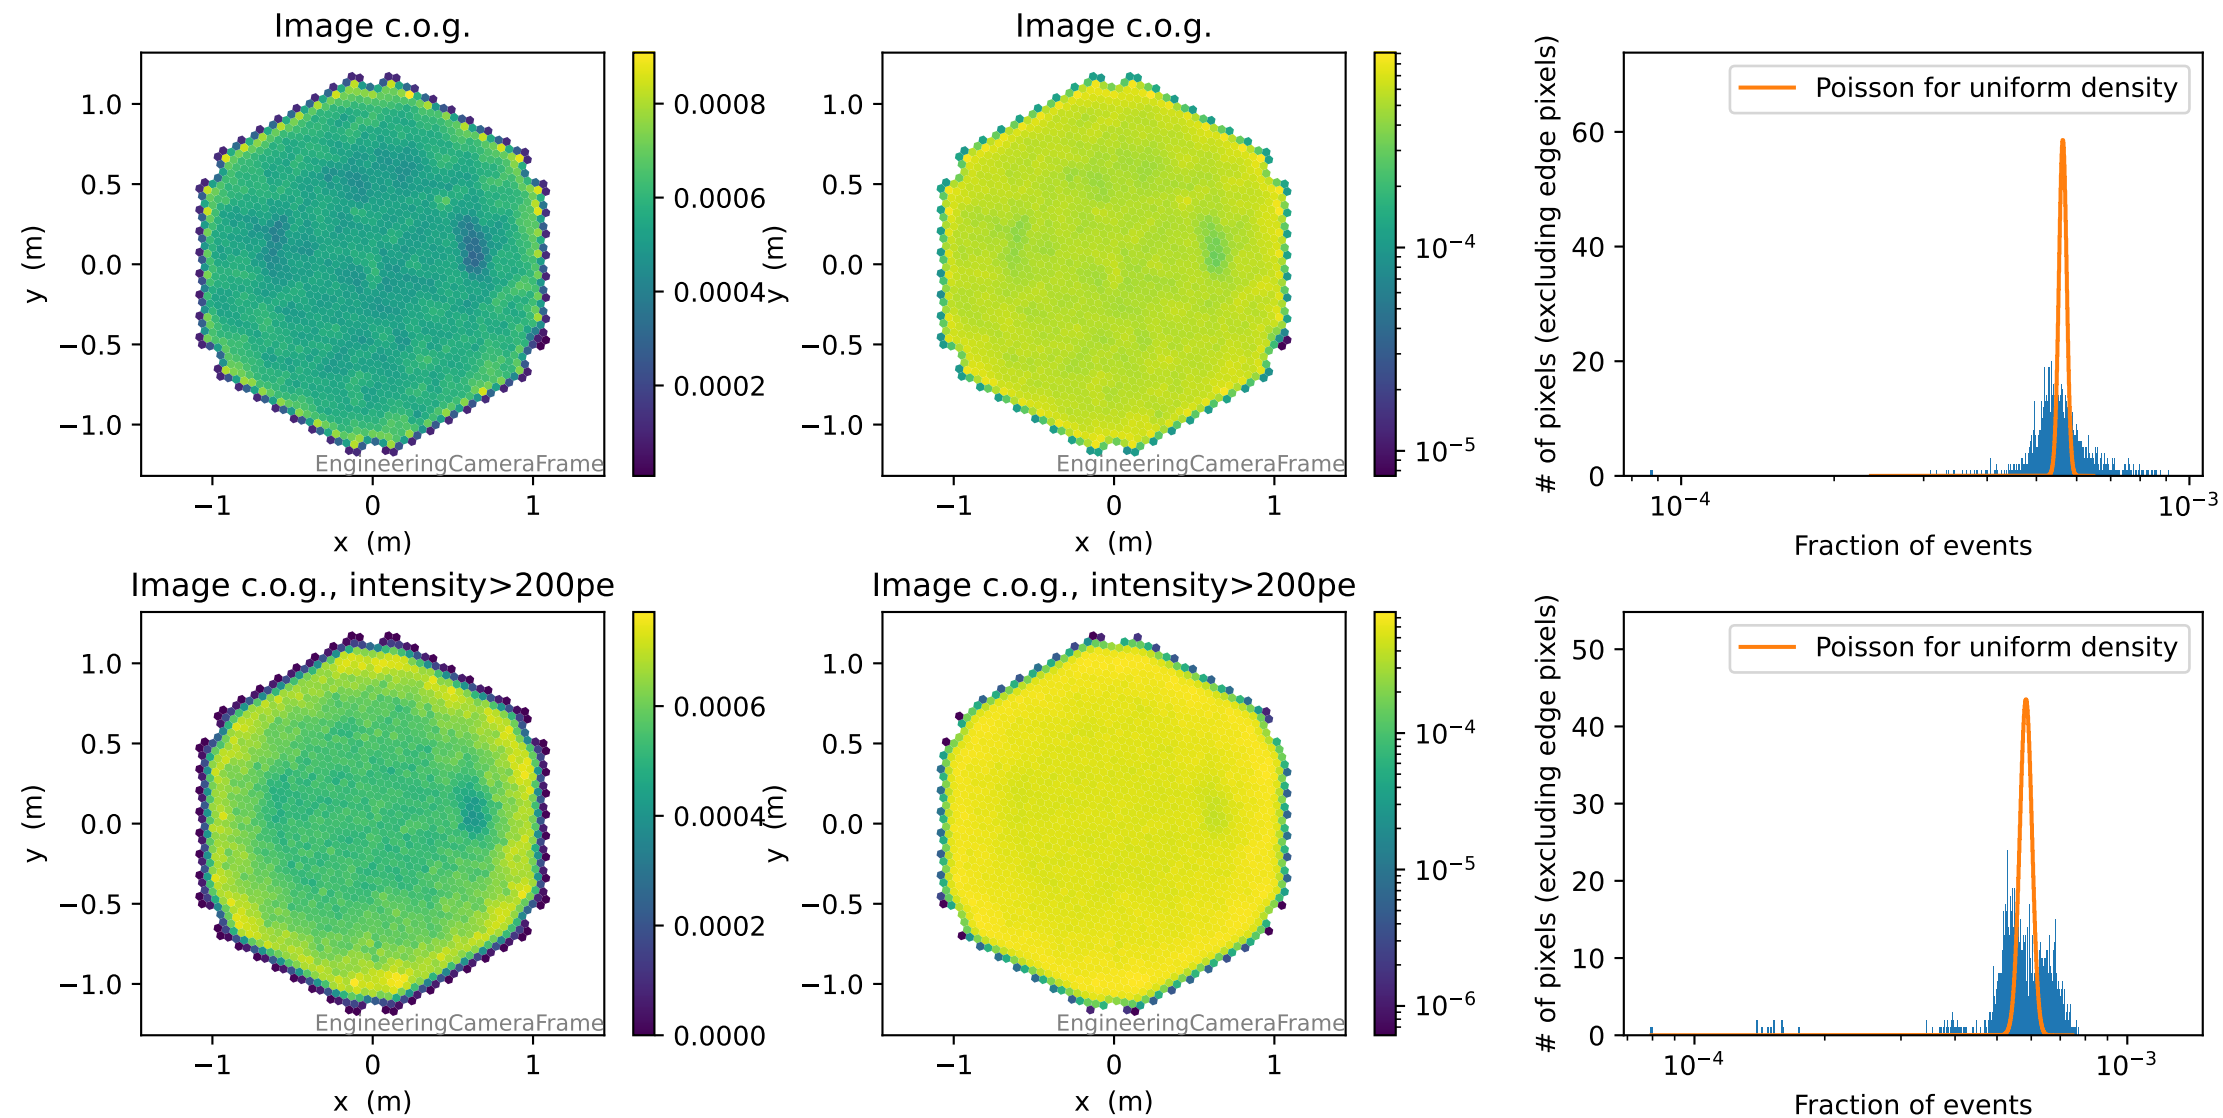 Image c.o.g.
1.0
0.5
0.0
−0.5
−1.0
y (m)
−1
0
1
x (m)
EngineeringCameraFrame
0.0008
0.0006
0.0004
0.0002
Image c.o.g.
1.0
0.5
0.0
−0.5
−1.0
y (m)
−1
0
1
x (m)
EngineeringCameraFrame
10⁻⁴
10⁻⁵
Poisson for uniform density
60
40
20
0
# of pixels (excluding edge pixels)
10⁻⁴
10⁻³
Fraction of events
Image c.o.g., intensity>200pe
1.0
0.5
0.0
−0.5
−1.0
y (m)
−1
0
1
x (m)
EngineeringCameraFrame
0.0006
0.0004
0.0002
0.0000
Image c.o.g., intensity>200pe
1.0
0.5
0.0
−0.5
−1.0
y (m)
−1
0
1
x (m)
EngineeringCameraFrame
10⁻⁴
10⁻⁵
10⁻⁶
Poisson for uniform density
50
40
30
20
10
0
# of pixels (excluding edge pixels)
10⁻⁴
10⁻³
Fraction of events